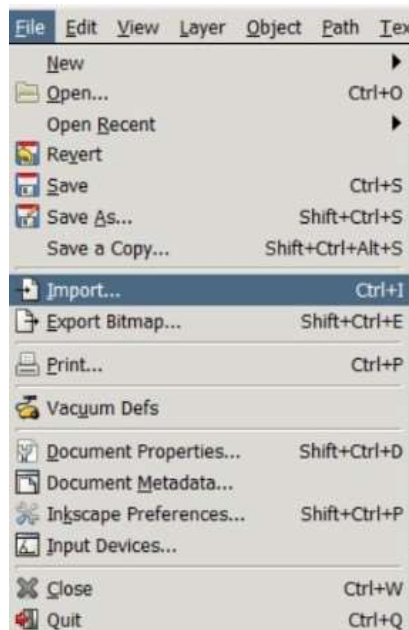 File Edit View Layer Object Path Tex
New
Open... Ctrl+O
Open Recent
Revert
Save Ctrl+S
Save As... Shift+Ctrl+S
Save a Copy... Shift+Ctrl+Alt+S
Import... Ctrl+I
Export Bitmap... Shift+Ctrl+E
Print... Ctrl+P
Vacuum Defs
Document Properties... Shift+Ctrl+D
Document Metadata...
Inkscape Preferences... Shift+Ctrl+P
Input Devices...
Close Ctrl+W
Quit Ctrl+Q